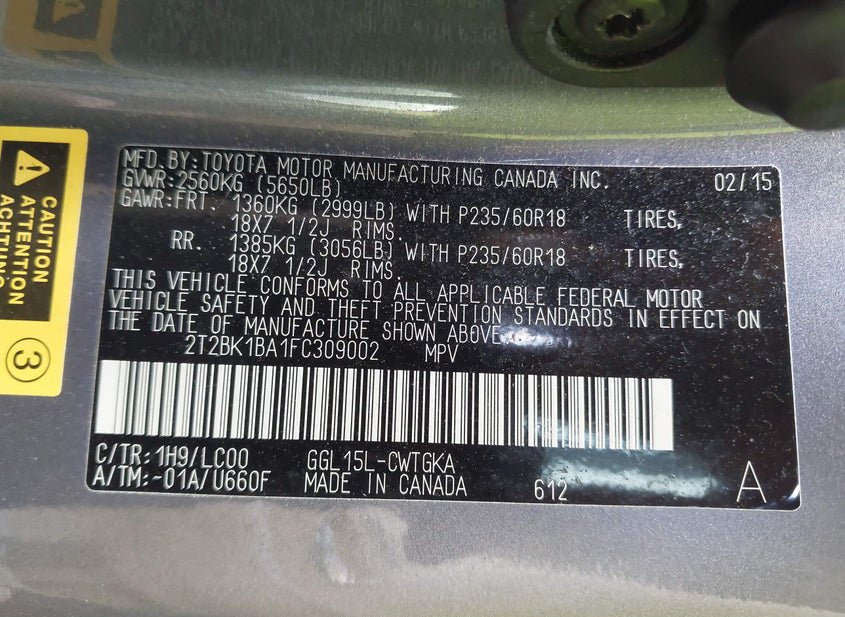 MFD.BY:TOYOTA MOTOR MANUFACTURING CANADA INC. 02/15
GVWR:2560KG (5650LB)
GAWR:FRT. 1360KG (2999LB) WITH P235/60R18 TIRES,
18X7 1/2J RIMS.
RR. 1385KG (3056LB) WITH P235/60R18 TIRES,
18X7 1/2J RIMS.
THIS VEHICLE CONFORMS TO ALL APPLICABLE FEDERAL MOTOR
VEHICLE SAFETY AND THEFT PREVENTION STANDARDS IN EFFECT ON
THE DATE OF MANUFACTURE SHOWN ABOVE.
2T2BK1BA1FC309002 MPV
C/TR:1H9/LC00 GGL15L-CWTGKA
A/TM:-01A/U660F MADE IN CANADA 612 A
CAUTION
ATTENTION
ACHTUNG
3